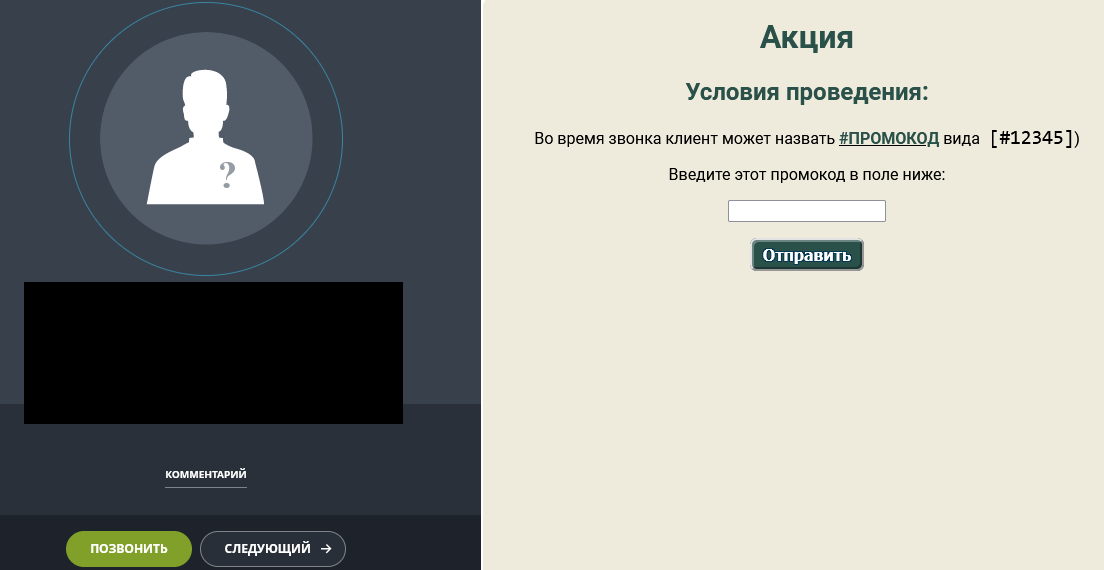 ?
КОММЕНТАРИЙ
ПОЗВОНИТЬ
СЛЕДУЮЩИЙ →
Акция
Условия проведения:
Во время звонка клиент может назвать #ПРОМОКОД вида [#12345])
Введите этот промокод в поле ниже:
Отправить